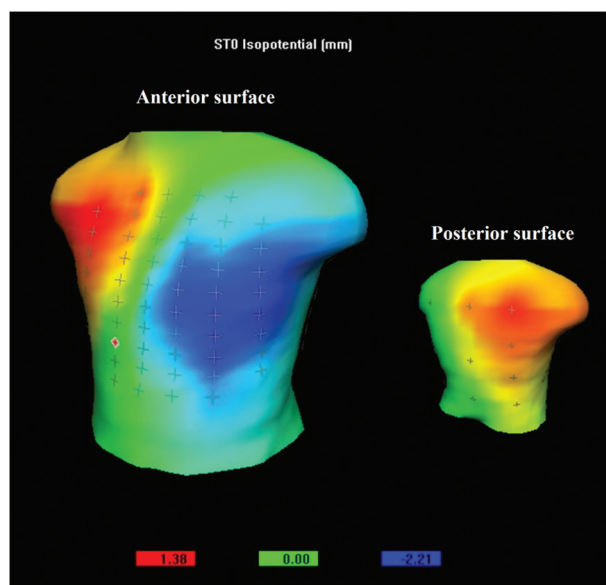 ST0 Isopotential (mm)
Anterior surface
Posterior surface
1.38 0.00 -2.21